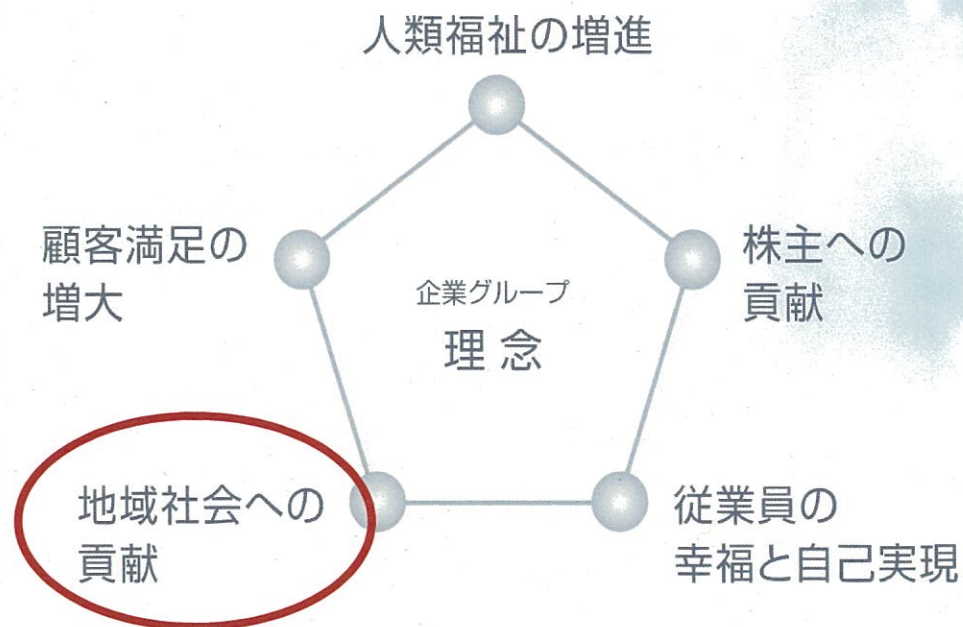 人類福祉の増進
顧客満足の
増大
株主への
貢献
企業グループ
理念
地域社会への
貢献
従業員の
幸福と自己実現